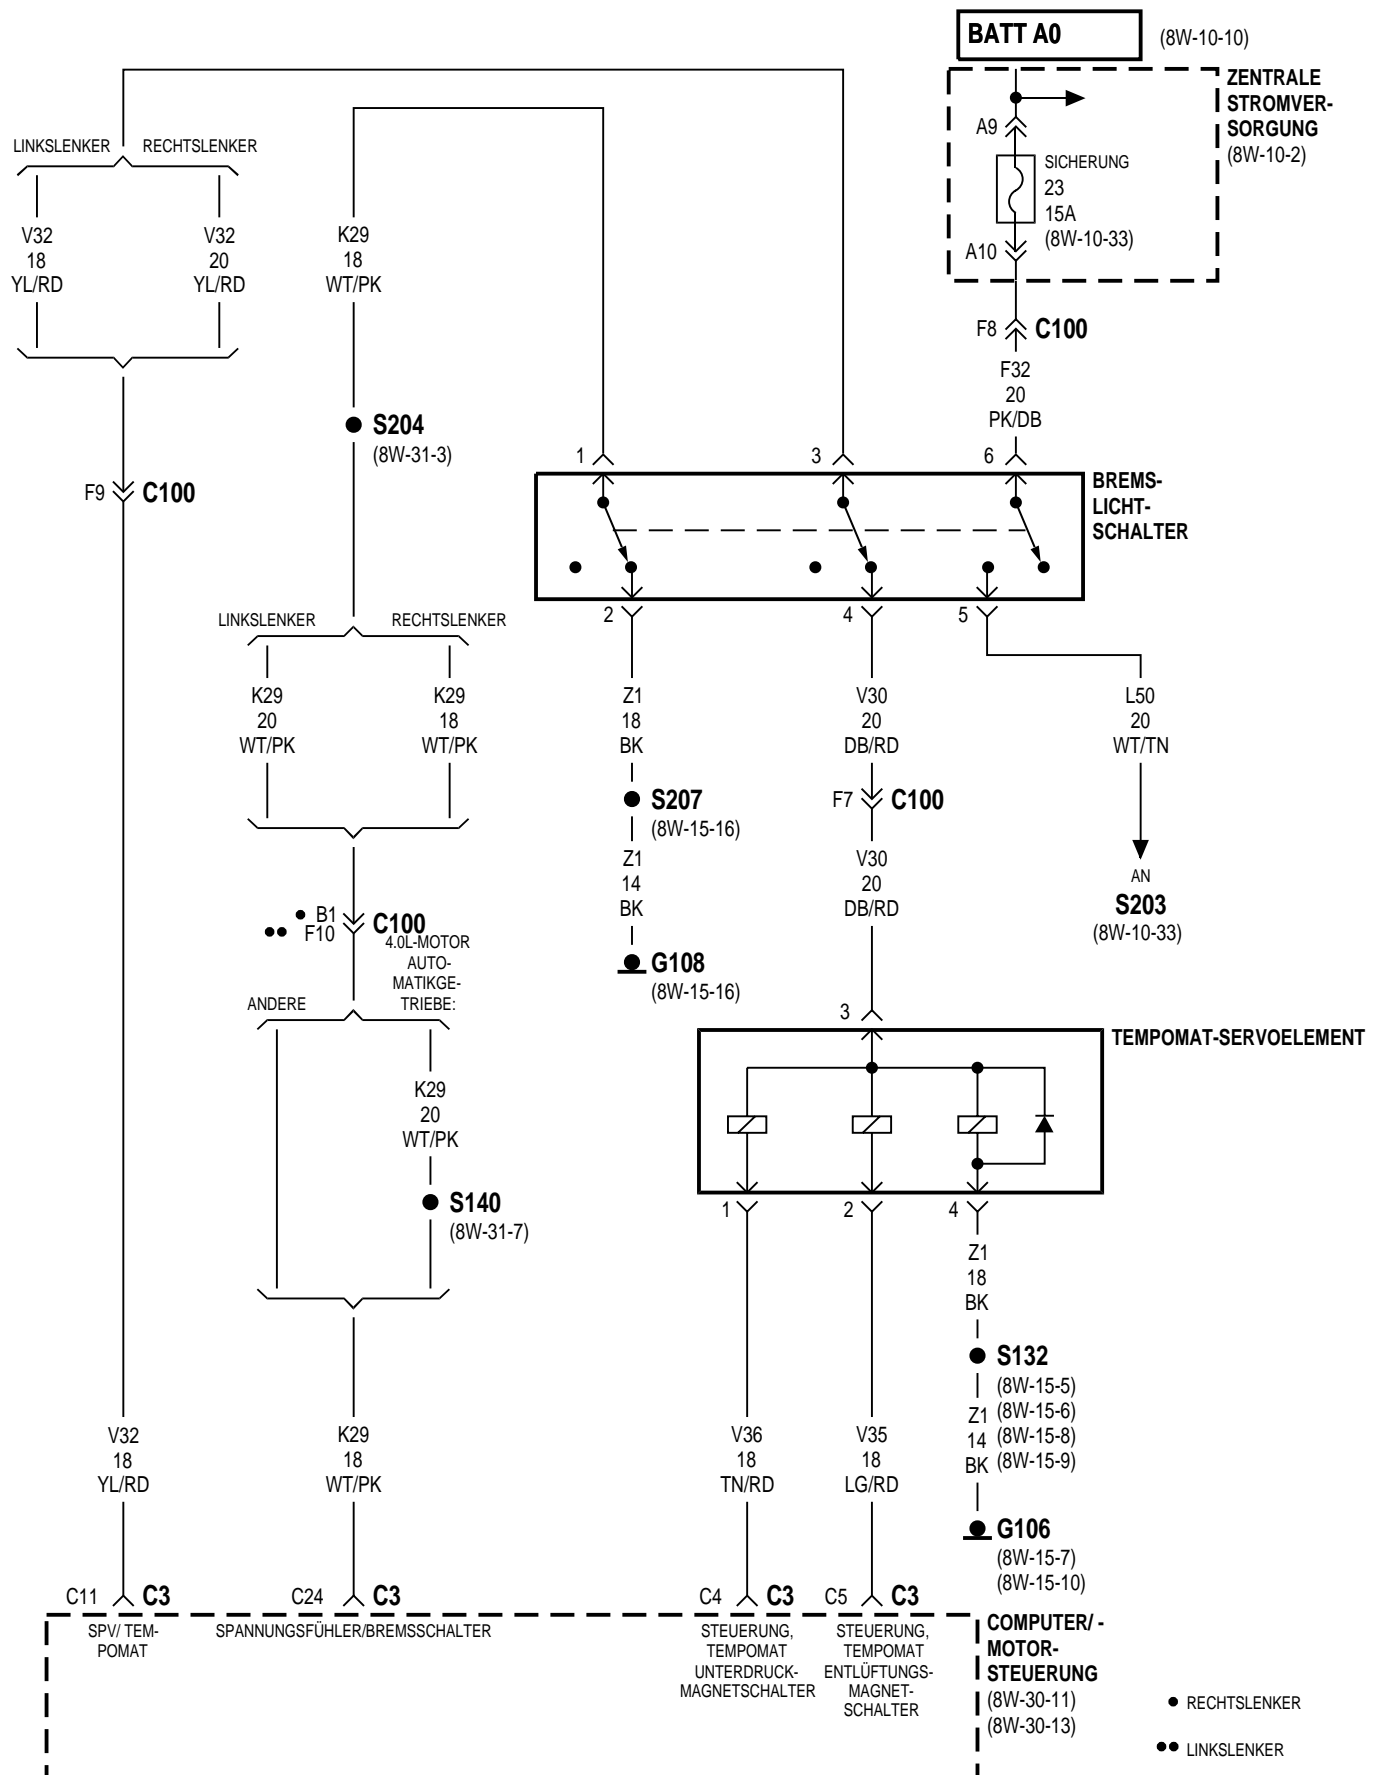 BATT A0
(8W-10-10)
ZENTRALE
STROMVER-
SORGUNG
(8W-10-2)
A9
SICHERUNG
23
15A
(8W-10-33)
A10
F8 C100
F32
20
PK/DB
LINKSLENKER RECHTSLENKER
V32
18
YL/RD
V32
20
YL/RD
K29
18
WT/PK
S204
(8W-31-3)
F9 C100
1 3 6
BREMS-
LICHT-
SCHALTER
2 4 5
LINKSLENKER RECHTSLENKER
K29
20
WT/PK
K29
18
WT/PK
Z1
18
BK
S207
(8W-15-16)
Z1
14
BK
G108
(8W-15-16)
V30
20
DB/RD
F7 C100
V30
20
DB/RD
L50
20
WT/TN
AN
S203
(8W-10-33)
• B1
•• F10
C100
ANDERE
4.0L-MOTOR
AUTO-
MATIKGE-
TRIEBE:
K29
20
WT/PK
S140
(8W-31-7)
3
TEMPOMAT-SERVOELEMENT
1 2 4
Z1
18
BK
S132
(8W-15-5)
(8W-15-6)
(8W-15-8)
(8W-15-9)
Z1
14
BK
G106
(8W-15-7)
(8W-15-10)
V32
18
YL/RD
K29
18
WT/PK
V36
18
TN/RD
V35
18
LG/RD
C11 C3
C24 C3
C4 C3
C5 C3
SPV/ TEM-
POMAT
SPANNUNGSFÜHLER/BREMSSCHALTER
STEUERUNG,
TEMPOMAT
UNTERDRUCK-
MAGNETSCHALTER
STEUERUNG,
TEMPOMAT
ENTLÜFTUNGS-
MAGNET-
SCHALTER
COMPUTER/ -
MOTOR-
STEUERUNG
(8W-30-11)
(8W-30-13)
• RECHTSLENKER
•• LINKSLENKER